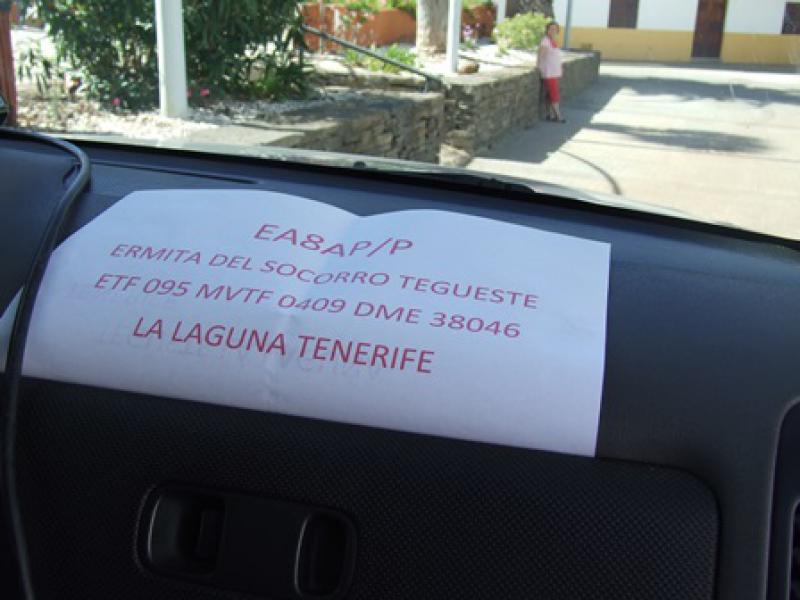 EA8AP/P
ERMITA DEL SOCORRO TEGUESTE
ETF 095 MVTF 0409 DME 38046
LA LAGUNA TENERIFE